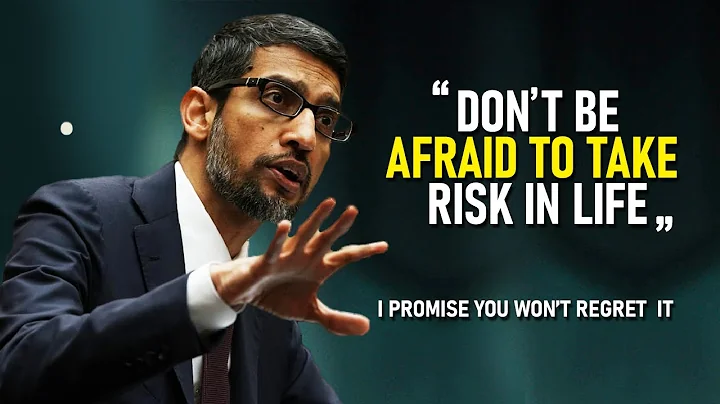 “ DON’T BE
AFRAID TO TAKE
RISK IN LIFE „
I PROMISE YOU WON’T REGRET IT